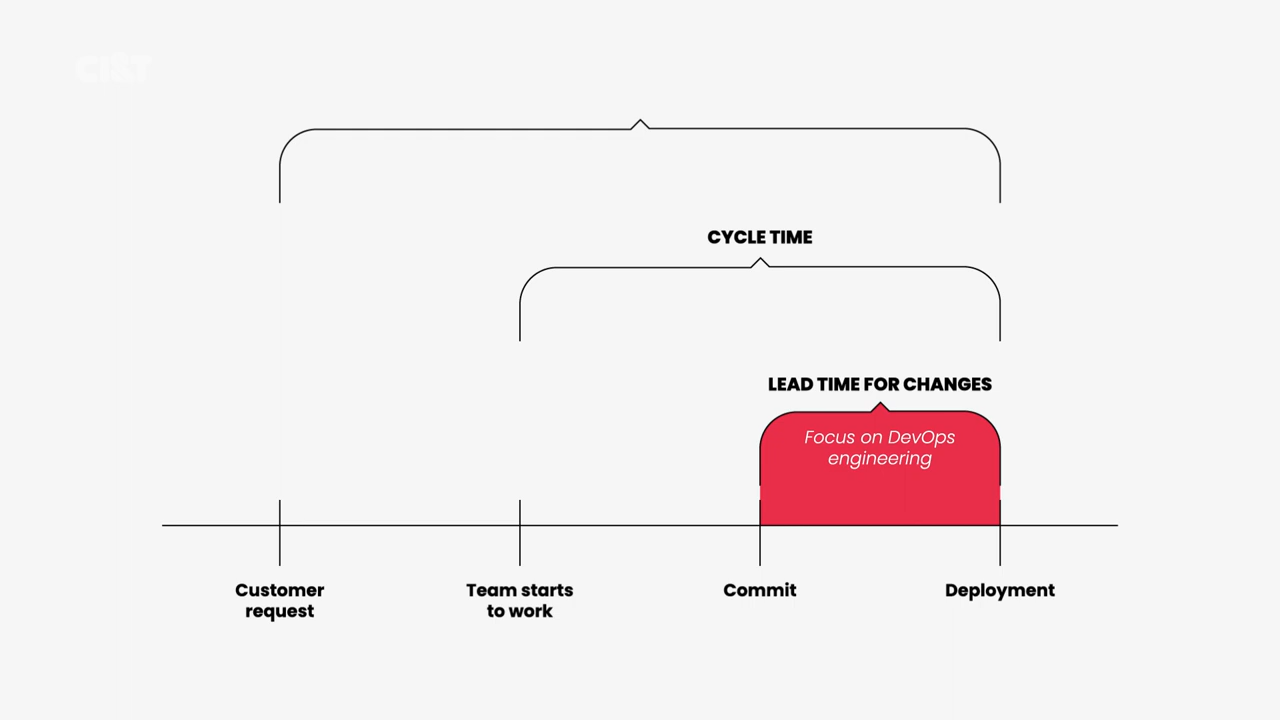 CI&T
CYCLE TIME
LEAD TIME FOR CHANGES
Focus on DevOps
engineering
Customer
request
Team starts
to work
Commit
Deployment